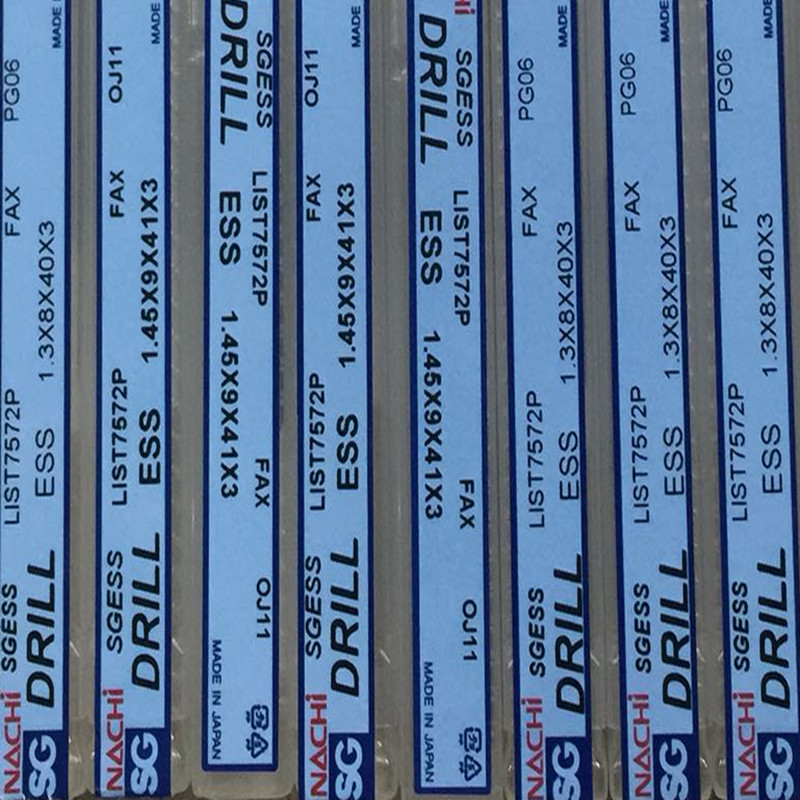 NACHi SGESS LIST7572P FAX PG06
SG DRILL ESS 1.3X8X40X3 MADE
NACHi SGESS LIST7572P FAX OJ11
SG DRILL ESS 1.45X9X41X3 MADE
SGESS LIST7572P FAX OJ11
DRILL ESS 1.45X9X41X3 MADE IN JAPAN
NACHi SGESS LIST7572P FAX OJ11
SG DRILL ESS 1.45X9X41X3 MADE
SGESS LIST7572P FAX OJ11
DRILL ESS 1.45X9X41X3 MADE IN JAPAN
NACHi SGESS LIST7572P FAX PG06
SG DRILL ESS 1.3X8X40X3 MADE
NACHi SGESS LIST7572P FAX PG06
SG DRILL ESS 1.3X8X40X3 MADE
NACHi SGESS LIST7572P FAX PG06
SG DRILL ESS 1.3X8X40X3 MADE